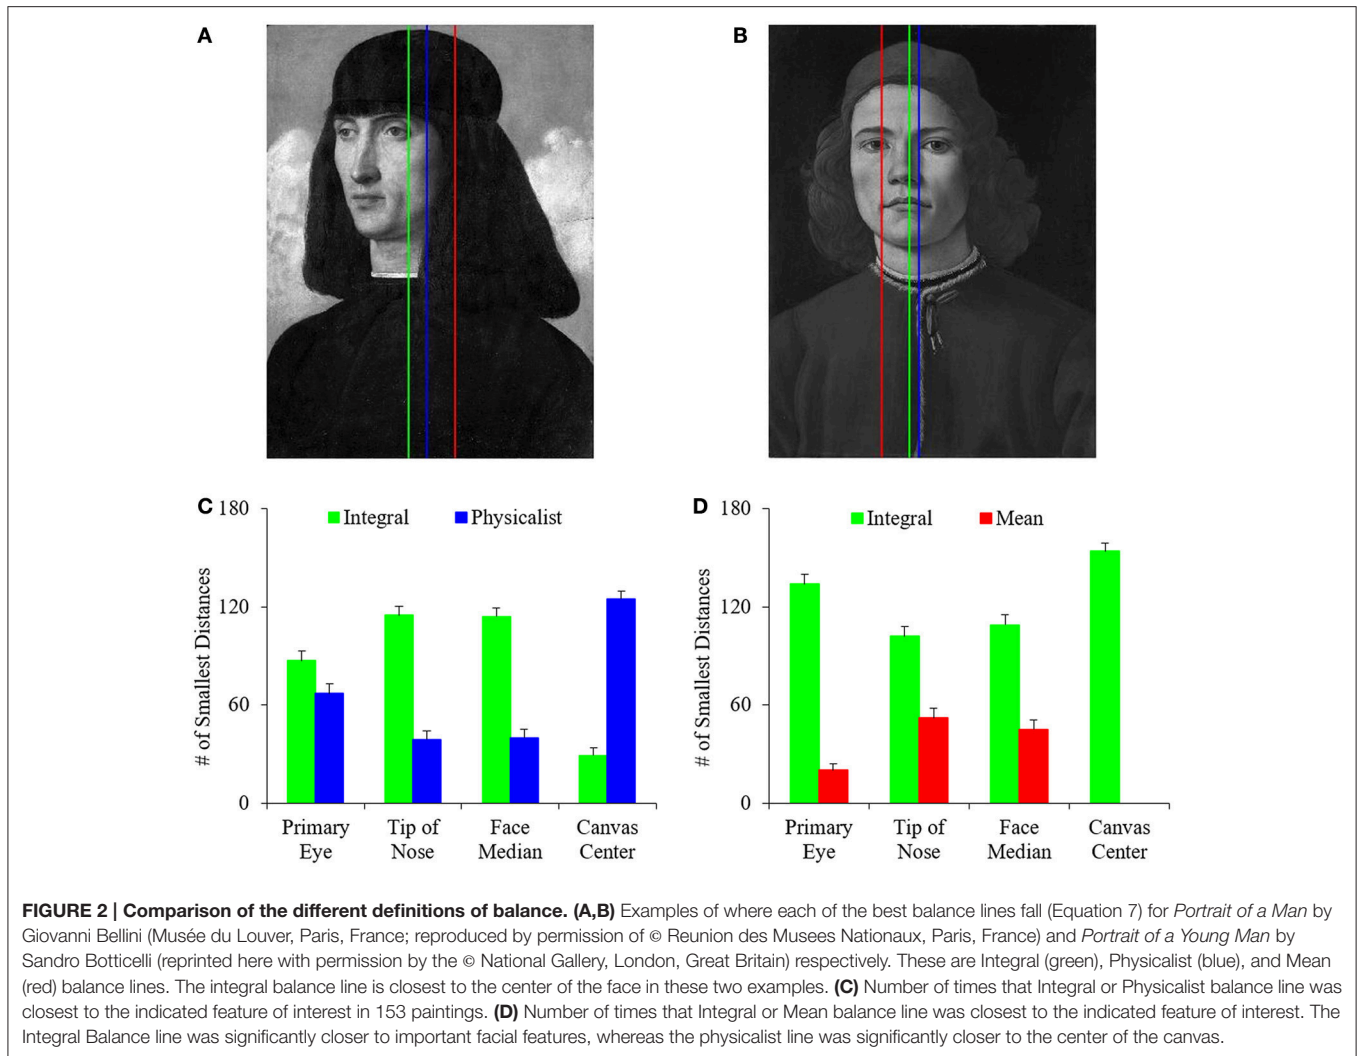 A
B
C
180
Integral
Physicalist
120
60
0
# of Smallest Distances
Primary
Eye
Tip of
Nose
Face
Median
Canvas
Center
D
180
Integral
Mean
120
60
0
# of Smallest Distances
Primary
Eye
Tip of
Nose
Face
Median
Canvas
Center
FIGURE 2 | Comparison of the different definitions of balance. (A,B) Examples of where each of the best balance lines fall (Equation 7) for Portrait of a Man by
Giovanni Bellini (Musée du Louver, Paris, France; reproduced by permission of © Reunion des Musees Nationaux, Paris, France) and Portrait of a Young Man by
Sandro Botticelli (reprinted here with permission by the © National Gallery, London, Great Britain) respectively. These are Integral (green), Physicalist (blue), and Mean
(red) balance lines. The integral balance line is closest to the center of the face in these two examples. (C) Number of times that Integral or Physicalist balance line was
closest to the indicated feature of interest in 153 paintings. (D) Number of times that Integral or Mean balance line was closest to the indicated feature of interest. The
Integral Balance line was significantly closer to important facial features, whereas the physicalist line was significantly closer to the center of the canvas.